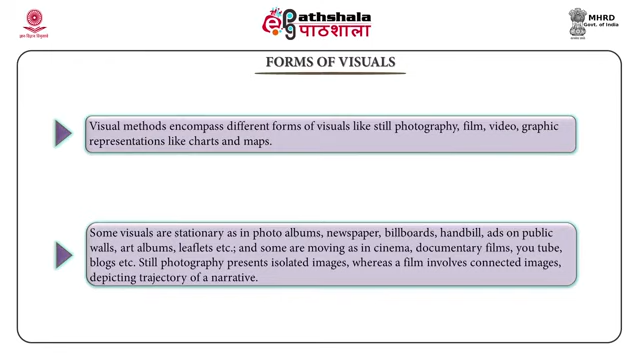 ePathshala
पाठशाला
MHRD
Govt. of India
FORMS OF VISUALS
Visual methods encompass different forms of visuals like still photography, film, video, graphic
representations like charts and maps.
Some visuals are stationary as in photo albums, newspaper, billboards, handbill, ads on public
walls, art albums, leaflets etc.; and some are moving as in cinema, documentary films, you tube,
blogs etc. Still photography presents isolated images, whereas a film involves connected images,
depicting trajectory of a narrative.